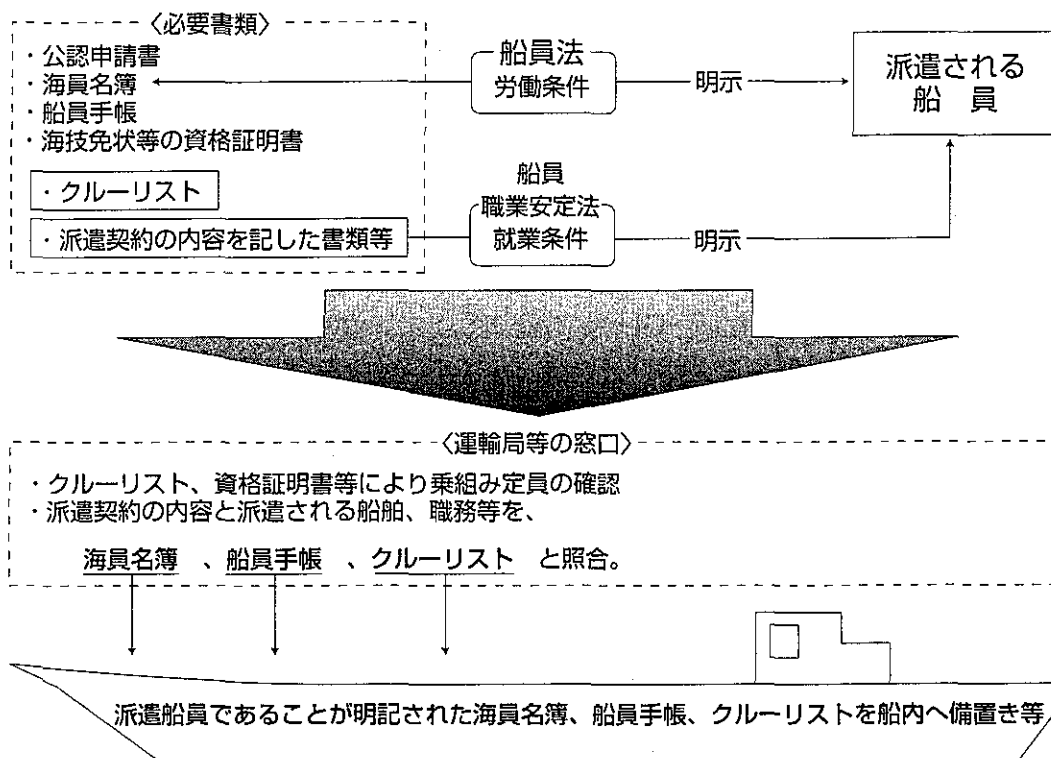 〈必要書類〉
・公認申請書
・海員名簿
・船員手帳
・海技免状等の資格証明書
・クルーリスト
・派遣契約の内容を記した書類等
船員法
労働条件
明示
派遣される
船　員
船員
職業安定法
就業条件
明示
〈運輸局等の窓口〉
・クルーリスト、資格証明書等により乗組み定員の確認
・派遣契約の内容と派遣される船舶、職務等を、
海員名簿　、船員手帳　、クルーリスト　と照合。
派遣船員であることが明記された海員名簿、船員手帳、クルーリストを船内へ備置き等